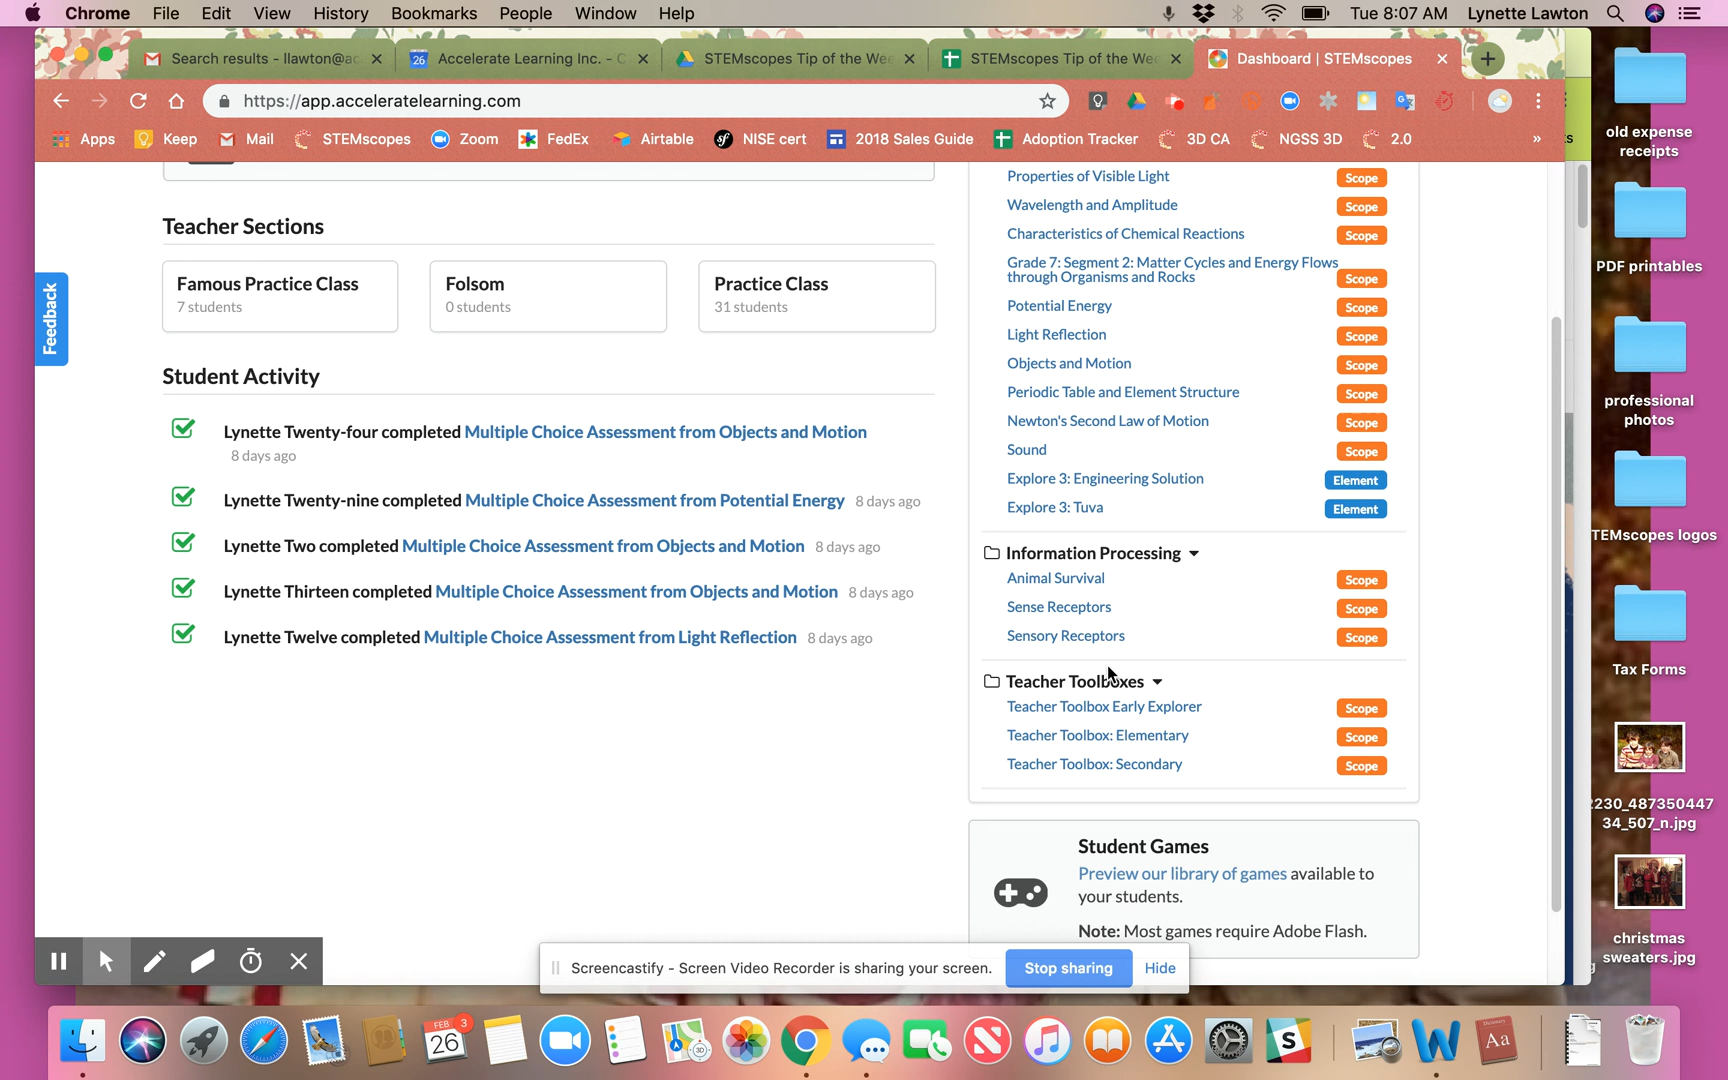 Chrome File Edit View History Bookmarks People Window Help
Tue 8:07 AM Lynette Lawton
Search results - llawton@ac
26 Accelerate Learning Inc. - C
STEMscopes Tip of the Wee
STEMscopes Tip of the Wee
Dashboard | STEMscopes
https://app.acceleratelearning.com
Apps Keep Mail STEMscopes Zoom FedEx Airtable NISE cert 2018 Sales Guide Adoption Tracker 3D CA NGSS 3D 2.0 »
Feedback
Teacher Sections
Famous Practice Class
7 students
Folsom
0 students
Practice Class
31 students
Student Activity
Lynette Twenty-four completed Multiple Choice Assessment from Objects and Motion
8 days ago
Lynette Twenty-nine completed Multiple Choice Assessment from Potential Energy 8 days ago
Lynette Two completed Multiple Choice Assessment from Objects and Motion 8 days ago
Lynette Thirteen completed Multiple Choice Assessment from Objects and Motion 8 days ago
Lynette Twelve completed Multiple Choice Assessment from Light Reflection 8 days ago
Properties of Visible Light Scope
Wavelength and Amplitude Scope
Characteristics of Chemical Reactions Scope
Grade 7: Segment 2: Matter Cycles and Energy Flows
through Organisms and Rocks Scope
Potential Energy Scope
Light Reflection Scope
Objects and Motion Scope
Periodic Table and Element Structure Scope
Newton's Second Law of Motion Scope
Sound Scope
Explore 3: Engineering Solution Element
Explore 3: Tuva Element
Information Processing
Animal Survival Scope
Sense Receptors Scope
Sensory Receptors Scope
Teacher Toolboxes
Teacher Toolbox Early Explorer Scope
Teacher Toolbox: Elementary Scope
Teacher Toolbox: Secondary Scope
Student Games
Preview our library of games available to
your students.
Note: Most games require Adobe Flash.
Screencastify - Screen Video Recorder is sharing your screen. Stop sharing Hide
old expense
receipts
PDF printables
professional
photos
TEMscopes logos
Tax Forms
2230_487350447
34_507_n.jpg
christmas
sweaters.jpg
FEB 3
26
Aa